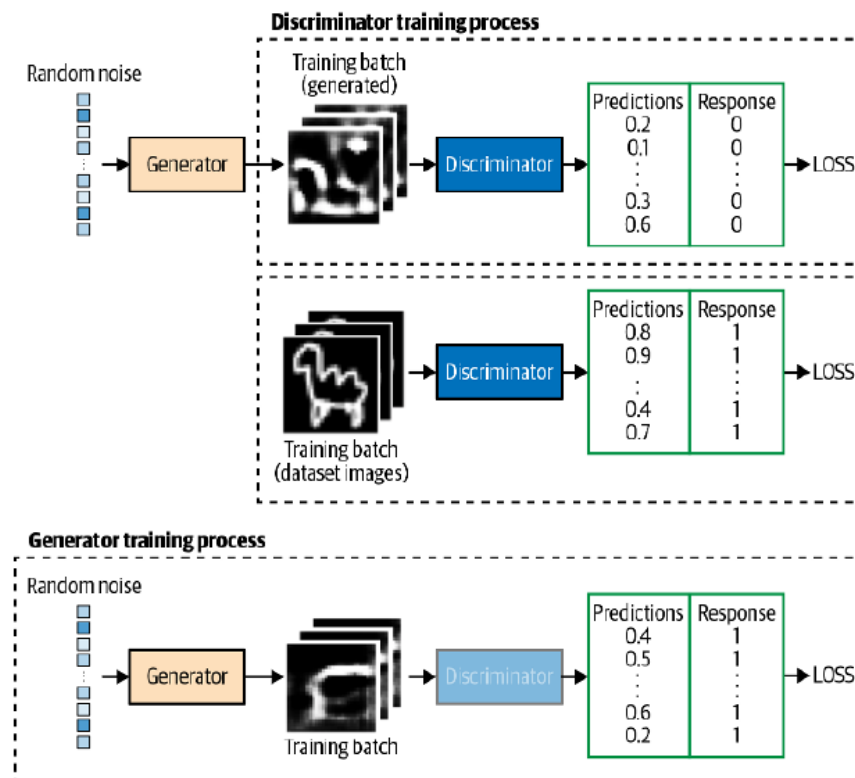 Discriminator training process
Random noise
Training batch
(generated)
Generator
Discriminator
Predictions Response
0.2 0
0.1 0
0.3 0
0.6 0
LOSS
Training batch
(dataset images)
Discriminator
Predictions Response
0.8 1
0.9 1
0.4 1
0.7 1
LOSS
Generator training process
Random noise
Generator
Training batch
Discriminator
Predictions Response
0.4 1
0.5 1
0.6 1
0.2 1
LOSS